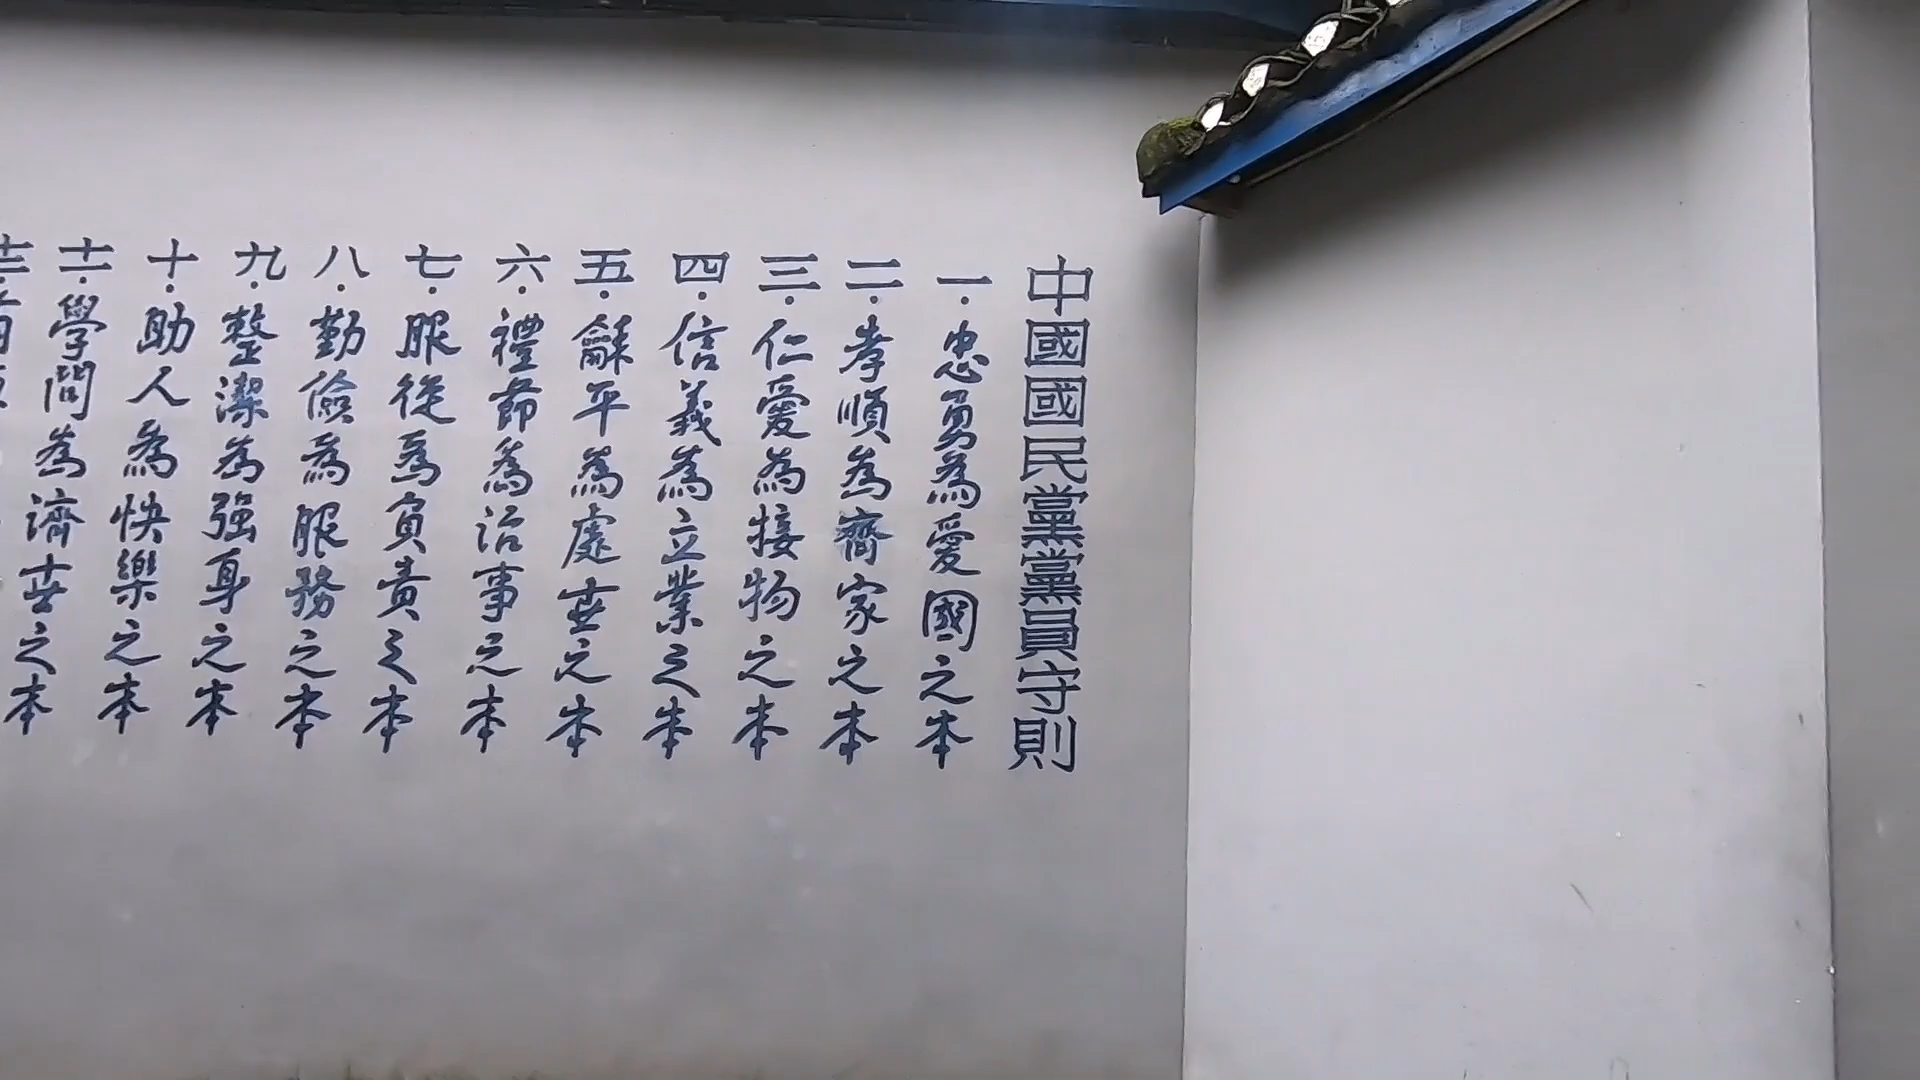 中國國民黨黨員守則
一．忠勇為愛國之本
二．孝順為齊家之本
三．仁愛為接物之本
四．信義為立業之本
五．龢平為處世之本
六．禮節為治事之本
七．服從為負責之本
八．勤儉為服務之本
九．整潔為強身之本
十．助人為快樂之本
十一．學問為濟世之本
十二．